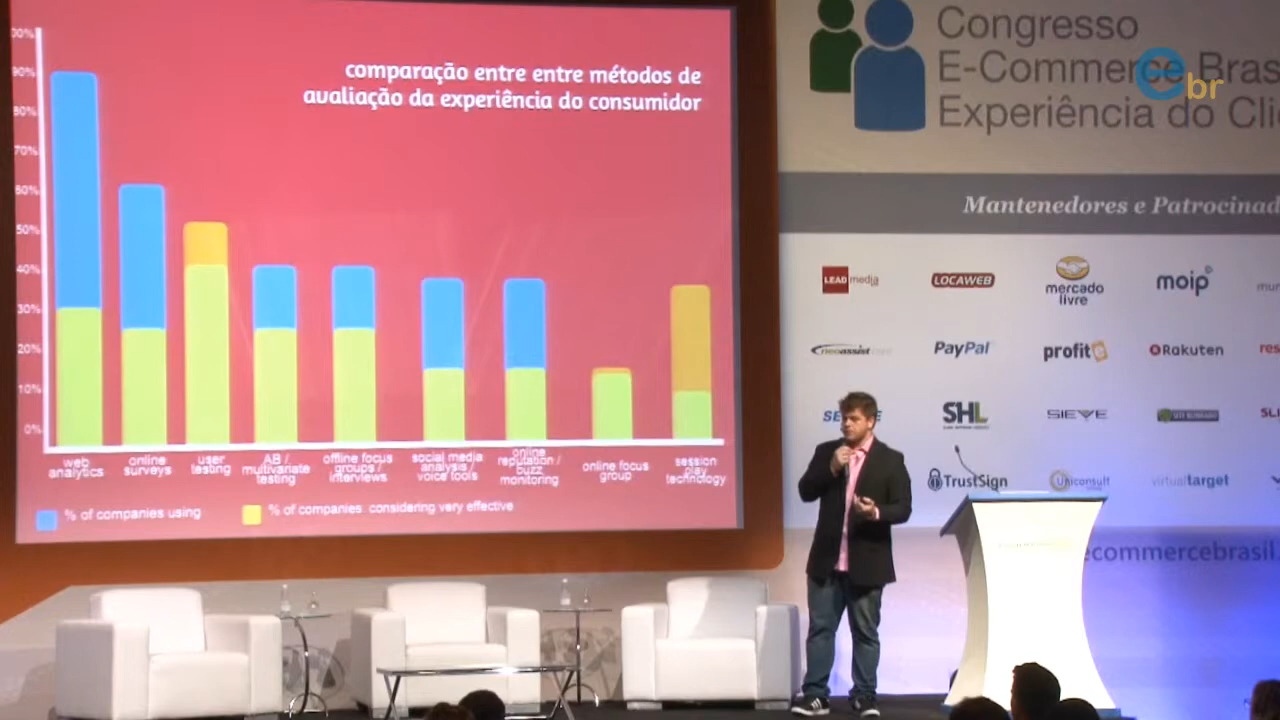 comparação entre entre métodos de
avaliação da experiência do consumidor
90%
80%
70%
60%
50%
40%
30%
20%
10%
0%
web
analytics
online
surveys
user
testing
AB /
multivariate
testing
offline focus
groups /
interviews
social media
analysis /
voice tools
online
reputation /
buzz
monitoring
online focus
group
session
play
technology
% of companies using
% of companies considering very effective
Congresso
E-Commerce Bras
Experiência do Cli
e br
Mantenedores e Patrocinad
LEAD media
LOCAWEB
mercado
livre
moip
neoassist.com
PayPal
profit
Rakuten
SHL
SIEVE
TrustSign
Uniconsult
virtualtarget
ecommercebrasil